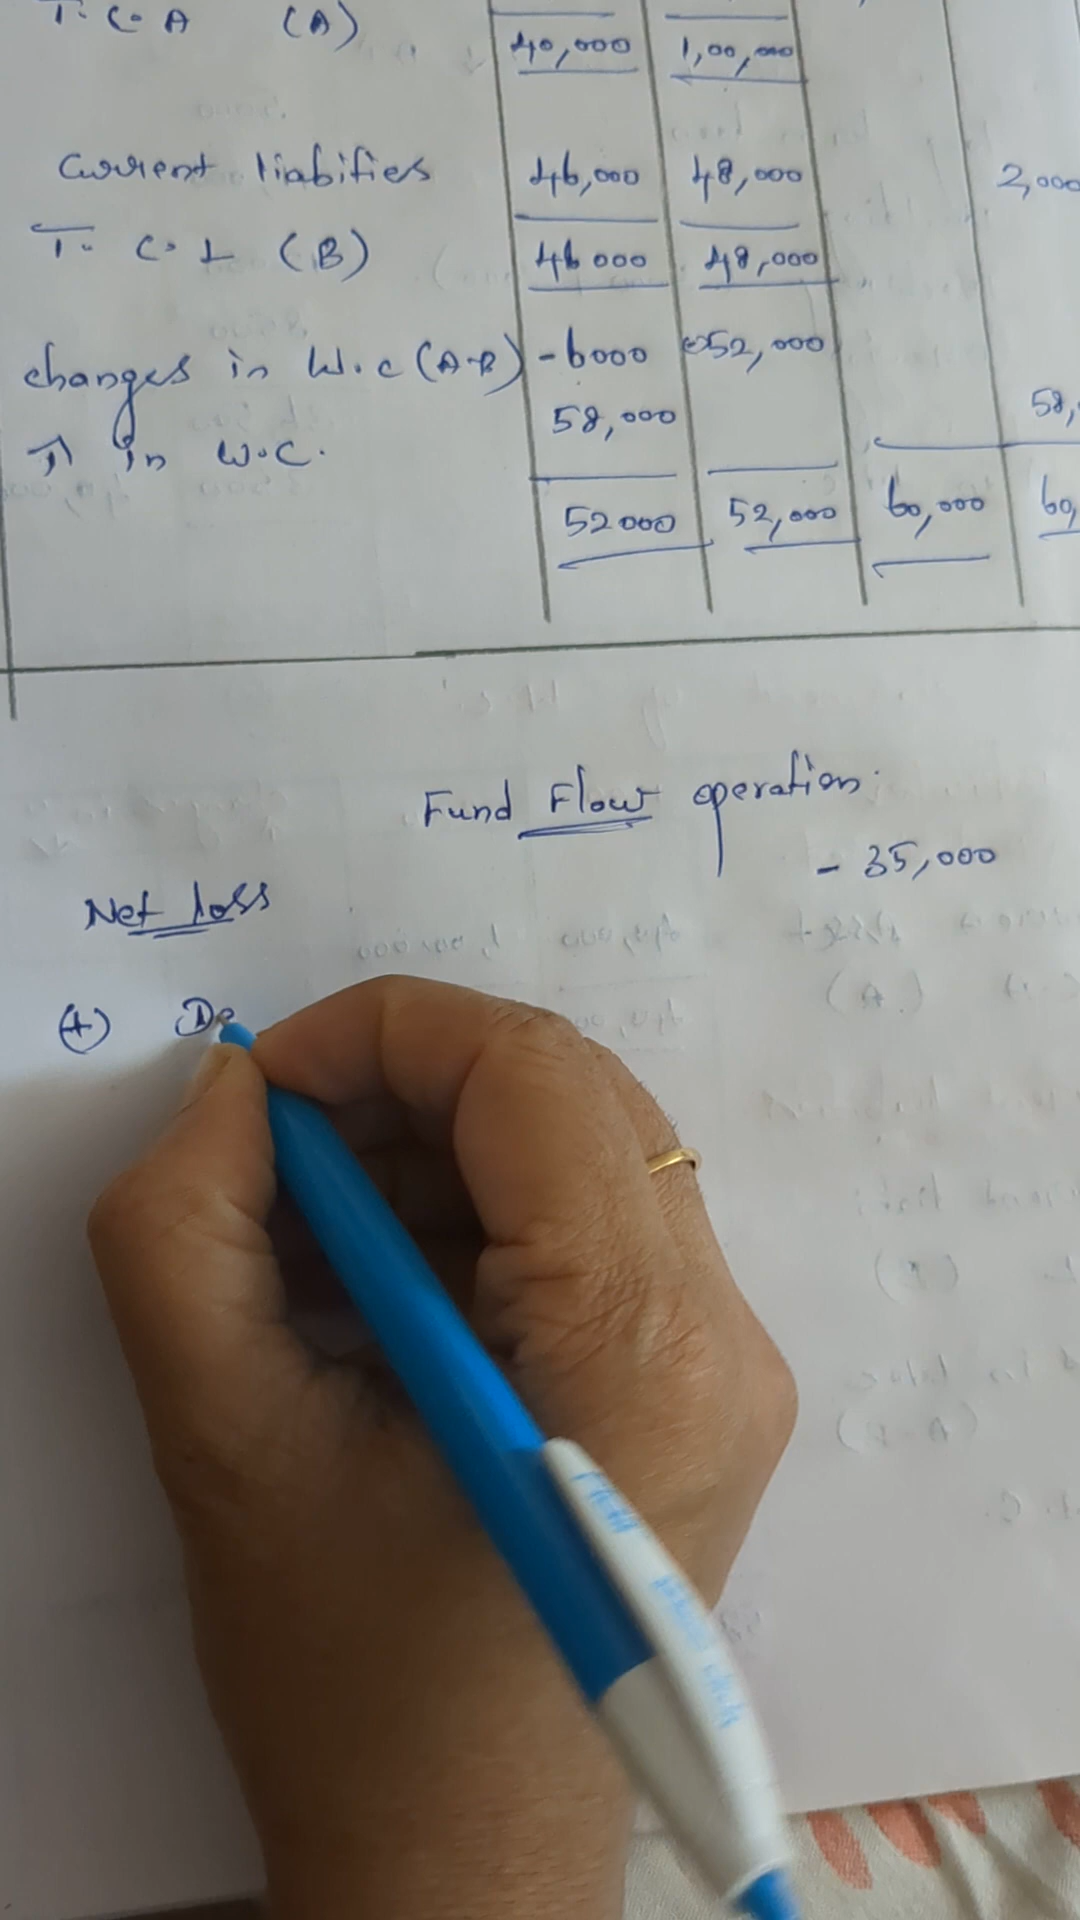 T. C. A (A) 40,000 1,00,000
Current liabifies 46,000 48,000 2,000
T. C. L (B) 46000 48,000
changes in W.C (A-B) -6000 52,000
58,000 58,
in W.C.
52000 52,000 60,000 60,
Fund Flow operation.
Net loss - 35,000
(+) De